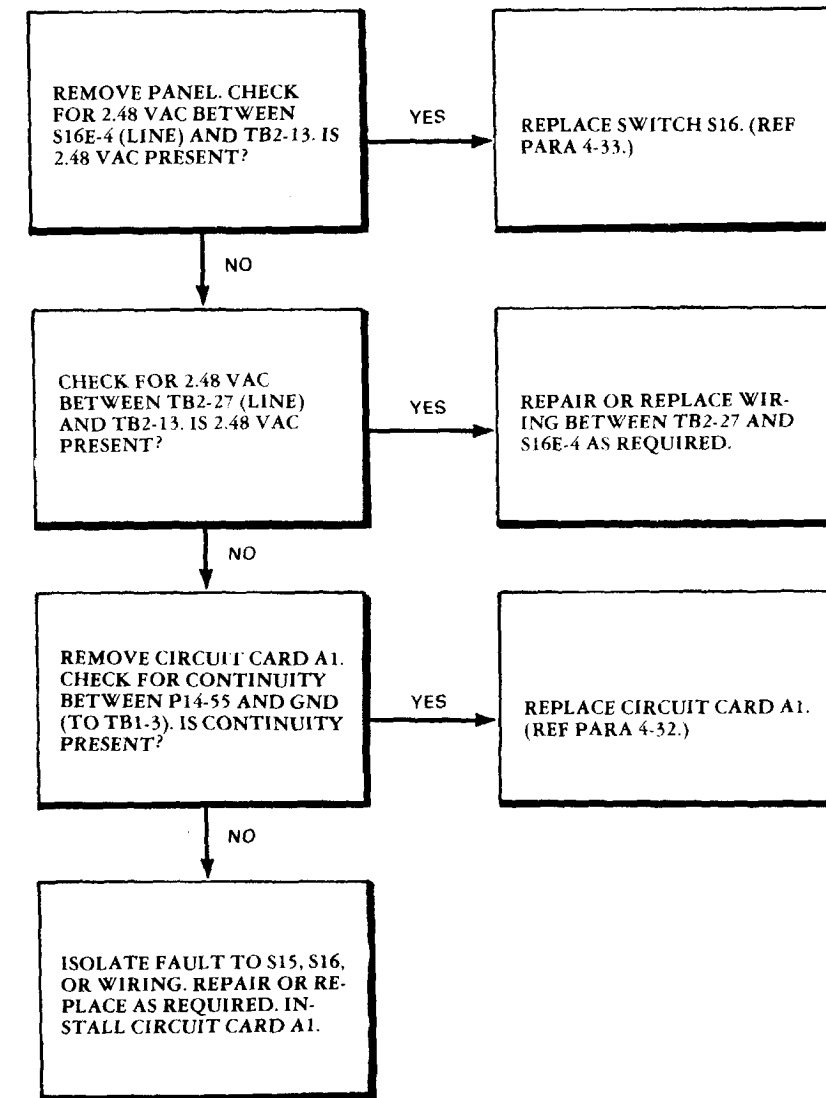 REMOVE PANEL. CHECK
FOR 2.48 VAC BETWEEN
S16E-4 (LINE) AND TB2-13. IS
2.48 VAC PRESENT?
YES
REPLACE SWITCH S16. (REF
PARA 4-33.)
NO
CHECK FOR 2.48 VAC
BETWEEN TB2-27 (LINE)
AND TB2-13. IS 2.48 VAC
PRESENT?
YES
REPAIR OR REPLACE WIR-
ING BETWEEN TB2-27 AND
S16E-4 AS REQUIRED.
NO
REMOVE CIRCUIT CARD A1.
CHECK FOR CONTINUITY
BETWEEN P14-55 AND GND
(TO TB1-3). IS CONTINUITY
PRESENT?
YES
REPLACE CIRCUIT CARD A1.
(REF PARA 4-32.)
NO
ISOLATE FAULT TO S15, S16,
OR WIRING. REPAIR OR RE-
PLACE AS REQUIRED. IN-
STALL CIRCUIT CARD A1.